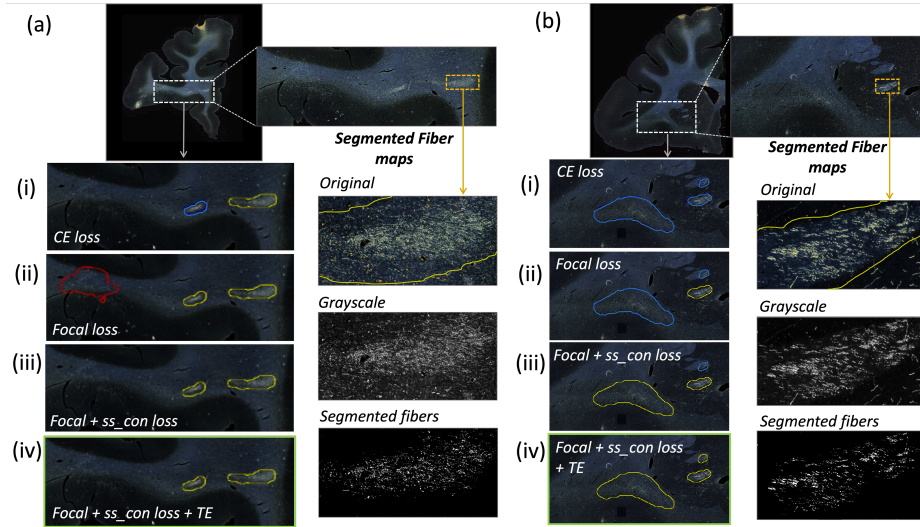 (a)
Segmented Fiber
maps
(i)
CE loss
Original
(ii)
Focal loss
Grayscale
(iii)
Focal + ss_con loss
Segmented fibers
(iv)
Focal + ss_con loss + TE
(b)
Segmented Fiber
maps
(i)
CE loss
Original
(ii)
Focal loss
Grayscale
(iii)
Focal + ss_con loss
Segmented fibers
(iv)
Focal + ss_con loss
+ TE